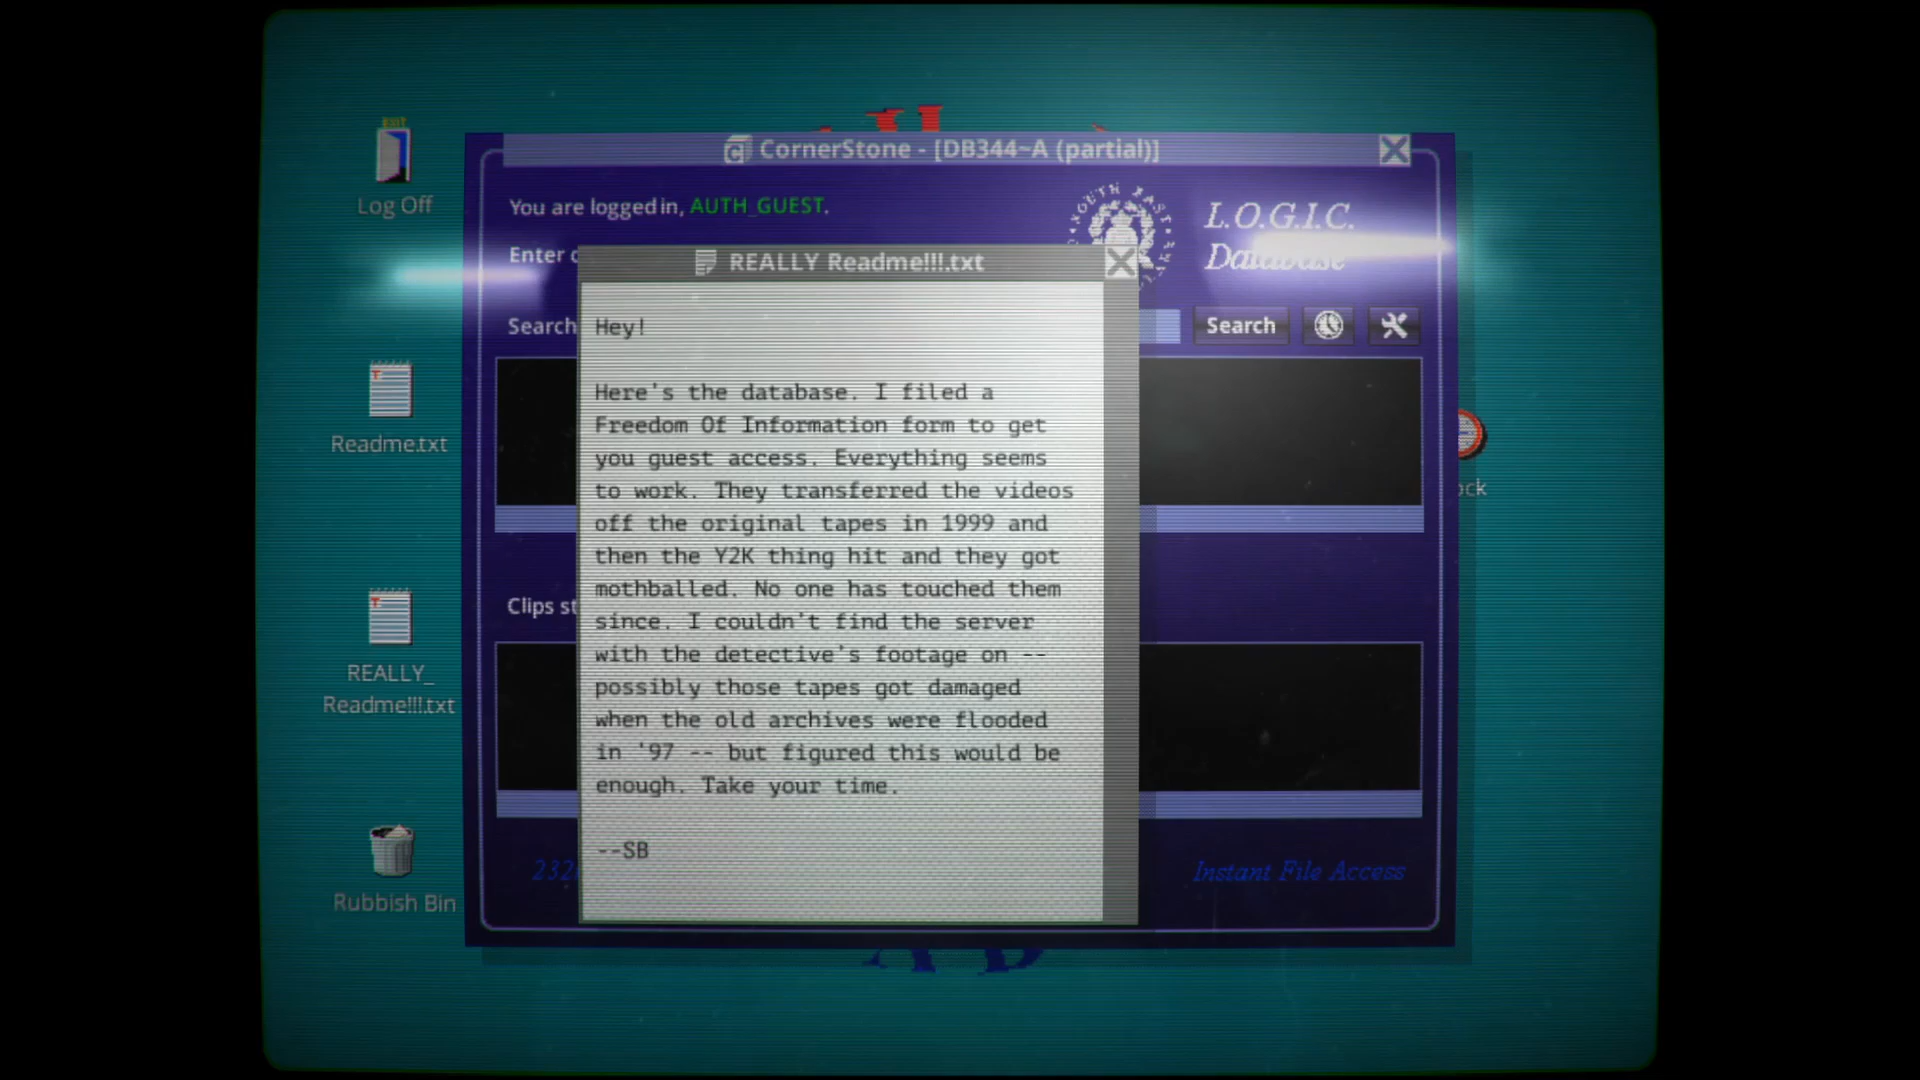 EXIT
Log Off
Readme.txt
REALLY_
Readme!!!.txt
Rubbish Bin
CornerStone - [DB344~A (partial)]
You are logged in, AUTH_GUEST.
L.O.G.I.C.
Database
Enter
Search
Search
Clips
232
Instant File Access
REALLY Readme!!!.txt
Hey!
Here's the database. I filed a
Freedom Of Information form to get
you guest access. Everything seems
to work. They transferred the videos
off the original tapes in 1999 and
then the Y2K thing hit and they got
mothballed. No one has touched them
since. I couldn't find the server
with the detective's footage on --
possibly those tapes got damaged
when the old archives were flooded
in '97 -- but figured this would be
enough. Take your time.
--SB